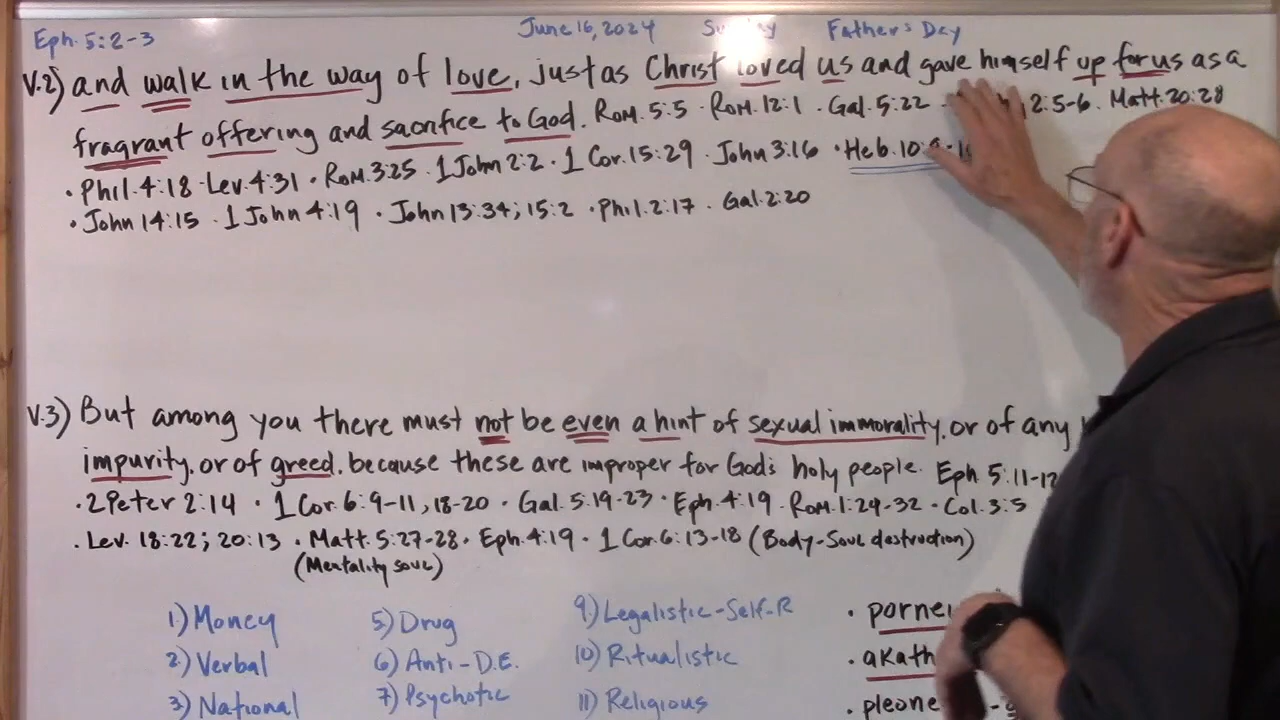 Eph. 5:2-3 June 16, 2024 Sunday Father's Day
V.2) and walk in the way of love, just as Christ loved us and gave himself up for us as a
fragrant offering and sacrifice to God. Rom. 5:5 · Rom. 12:1 · Gal. 5:22 · 2:5-6 · Matt. 20:28
· Phil. 4:18 · Lev. 4:31 · Rom. 3:25 · 1 John 2:2 · 1 Cor. 15:29 · John 3:16 · Heb. 10:
· John 14:15 · 1 John 4:19 · John 13:34; 15:2 · Phil. 2:17 · Gal. 2:20
V.3) But among you there must not be even a hint of sexual immorality, or of any
impurity, or of greed, because these are improper for God's holy people. Eph. 5:11-12
· 2 Peter 2:14 · 1 Cor. 6:9-11, 18-20 · Gal. 5:19-23 · Eph. 4:19 · Rom. 1:24-32 · Col. 3:5
· Lev. 18:22; 20:13 · Matt. 5:27-28 · Eph. 4:19 · 1 Cor. 6:13-18 (Body-Soul destruction)
(Mentality soul)
1) Money 5) Drug 9) Legalistic-Self-R · porne
2) Verbal 6) Anti-D.E. 10) Ritualistic · akath
3) National 7) Psychotic 11) Religious · pleone